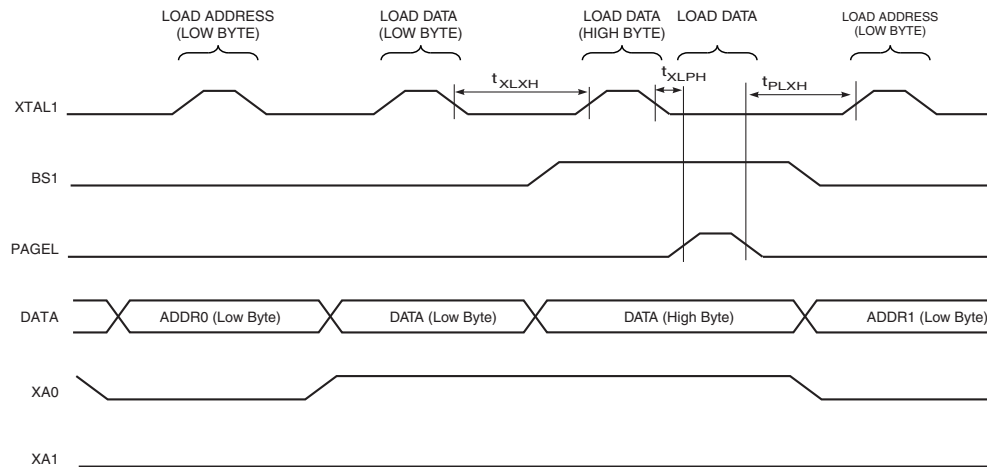 LOAD ADDRESS
(LOW BYTE)
LOAD DATA
(LOW BYTE)
LOAD DATA
(HIGH BYTE)
LOAD DATA
LOAD ADDRESS
(LOW BYTE)
tXLXH
tXLPH
tPLXH
XTAL1
BS1
PAGEL
DATA
ADDR0 (Low Byte)
DATA (Low Byte)
DATA (High Byte)
ADDR1 (Low Byte)
XA0
XA1